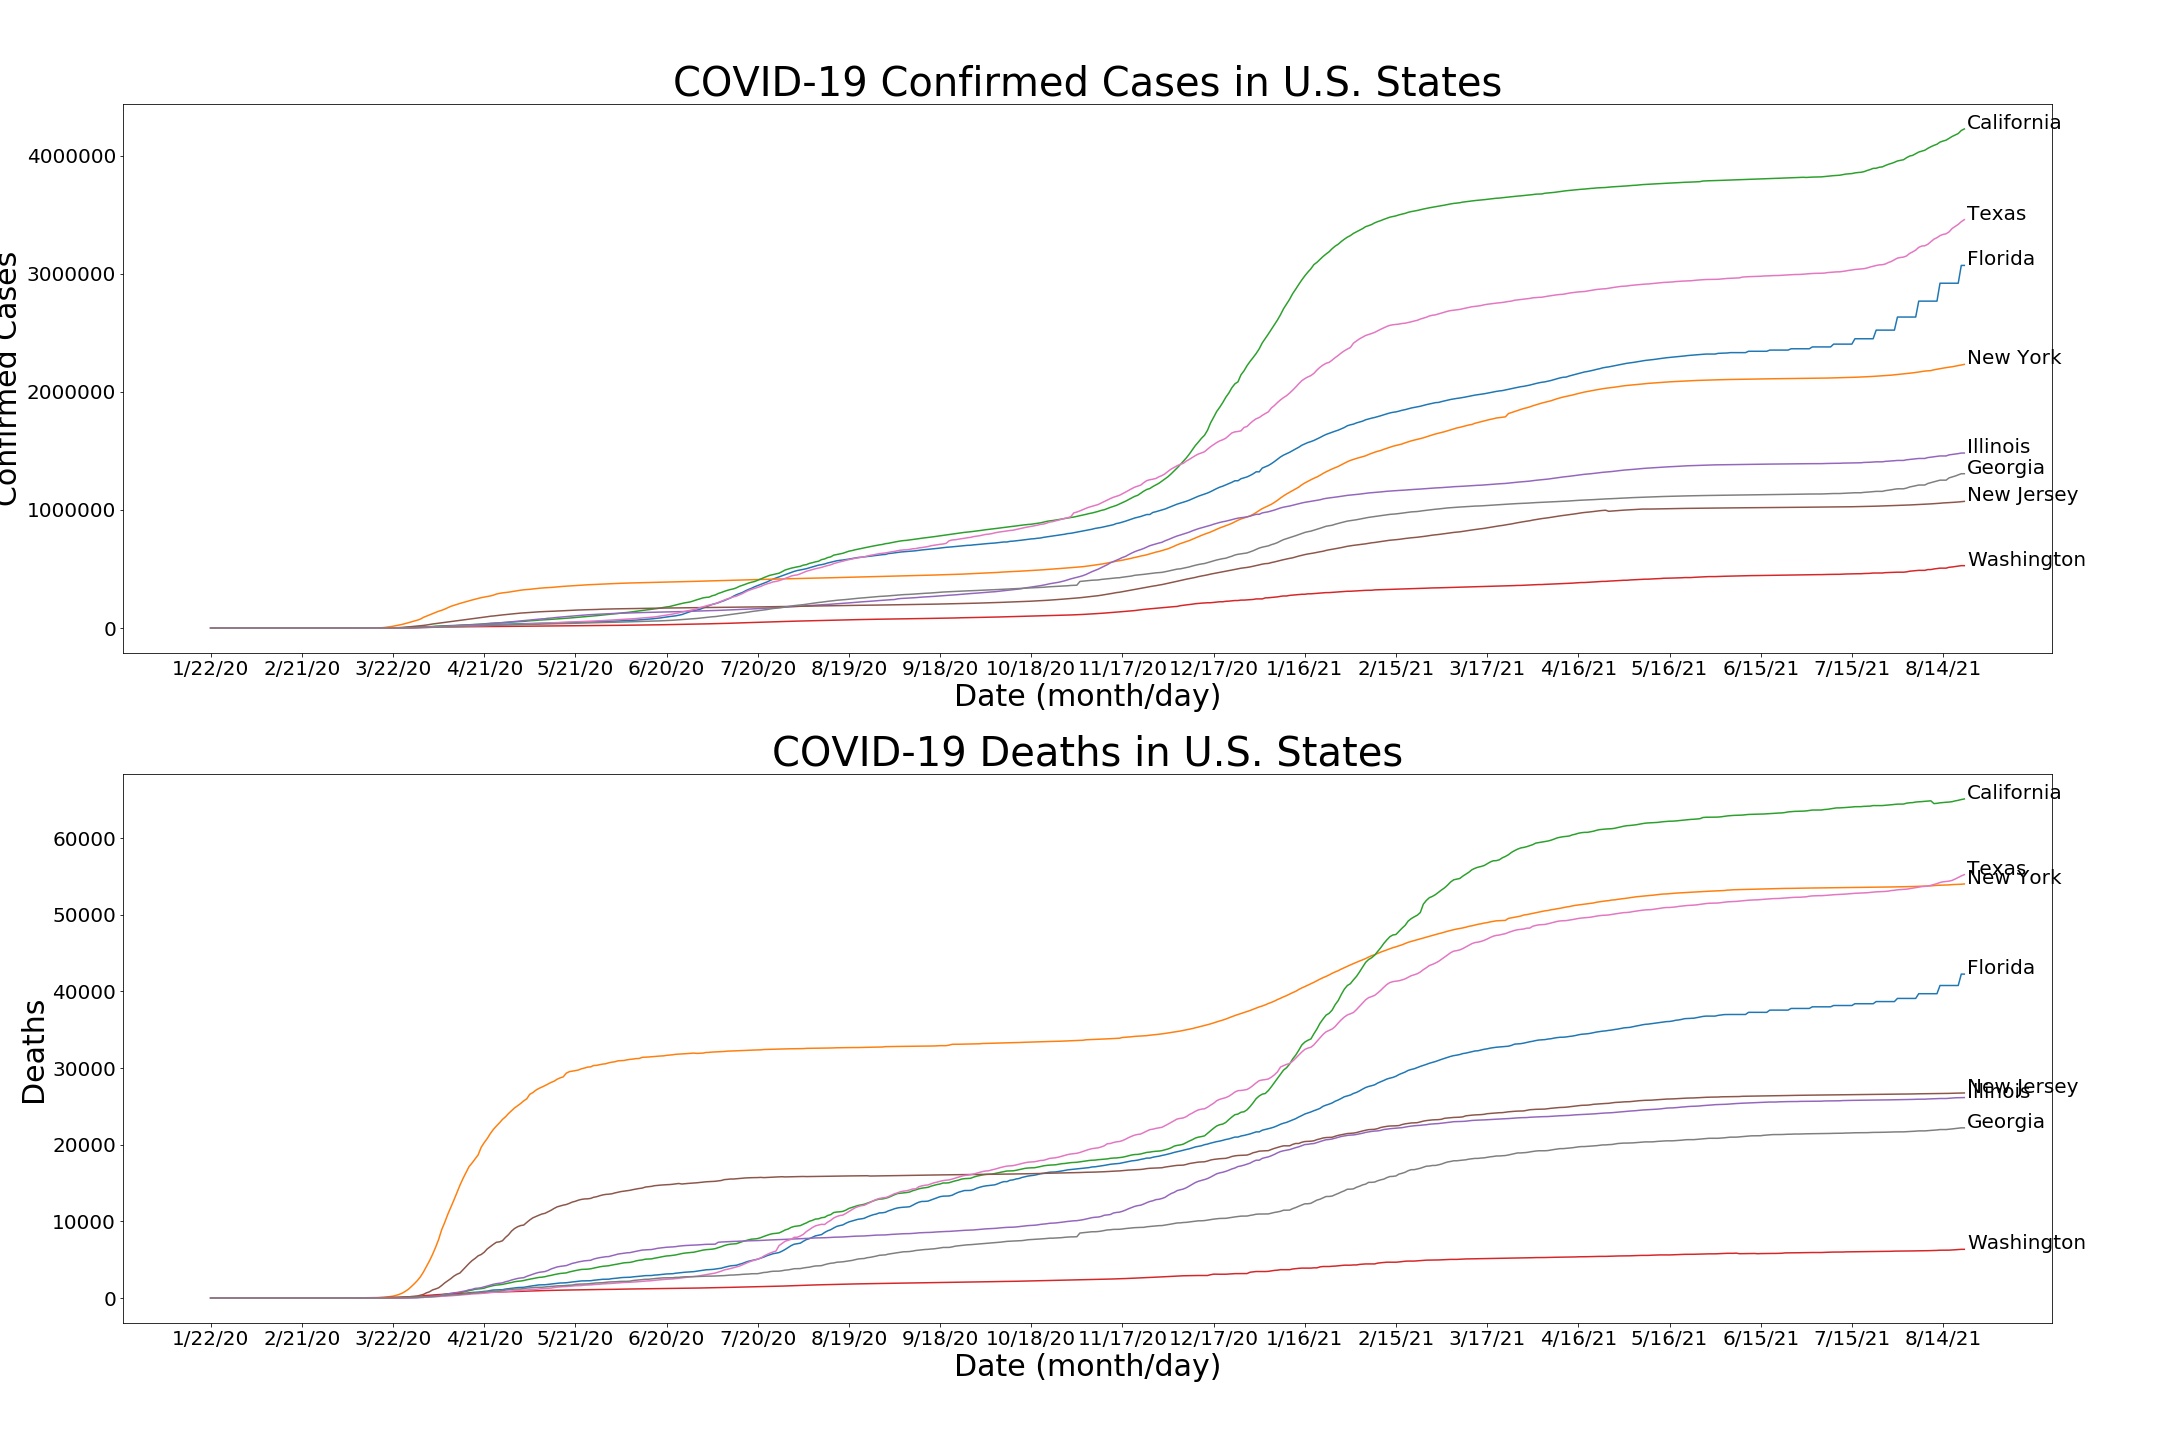 COVID-19 Confirmed Cases in U.S. States
Confirmed Cases
4000000
3000000
2000000
1000000
0
California
Texas
Florida
New York
Illinois
Georgia
New Jersey
Washington
1/22/20 2/21/20 3/22/20 4/21/20 5/21/20 6/20/20 7/20/20 8/19/20 9/18/20 10/18/20 11/17/20 12/17/20 1/16/21 2/15/21 3/17/21 4/16/21 5/16/21 6/15/21 7/15/21 8/14/21
Date (month/day)
COVID-19 Deaths in U.S. States
Deaths
60000
50000
40000
30000
20000
10000
0
California
Texas
New York
Florida
New Jersey
Illinois
Georgia
Washington
1/22/20 2/21/20 3/22/20 4/21/20 5/21/20 6/20/20 7/20/20 8/19/20 9/18/20 10/18/20 11/17/20 12/17/20 1/16/21 2/15/21 3/17/21 4/16/21 5/16/21 6/15/21 7/15/21 8/14/21
Date (month/day)